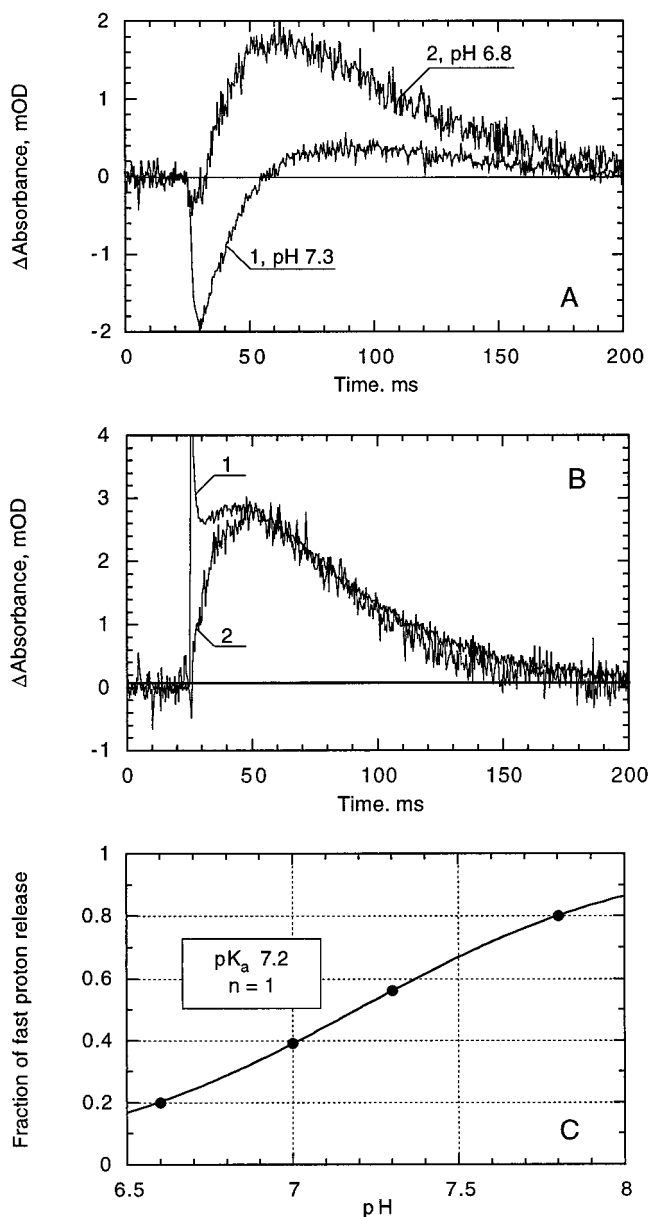 2
1
0
-1
-2
ΔAbsorbance, mOD
2, pH 6.8
1, pH 7.3
A
0 50 100 150 200
Time. ms
4
3
2
1
0
-1
ΔAbsorbance, mOD
1
2
B
0 50 100 150 200
Time. ms
1
0.8
0.6
0.4
0.2
0
Fraction of fast proton release
pKa 7.2
n = 1
C
6.5 7 7.5 8
pH